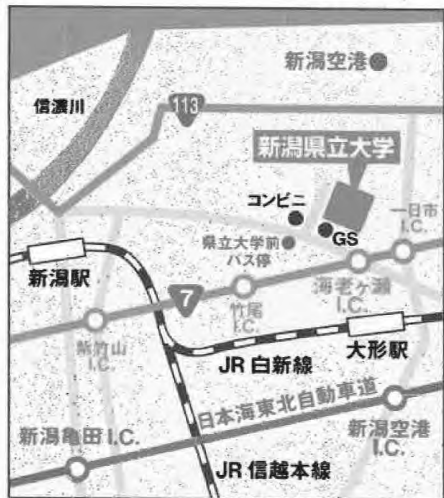 新潟空港
信濃川
113
新潟県立大学
コンビニ
GS
一日市
I.C.
県立大学前
バス停
新潟駅
海老ヶ瀬
I.C.
7
竹尾
I.C.
紫竹山
I.C.
大形駅
JR 白新線
日本海東北自動車道
新潟亀田 I.C.
新潟空港
I.C.
JR 信越本線